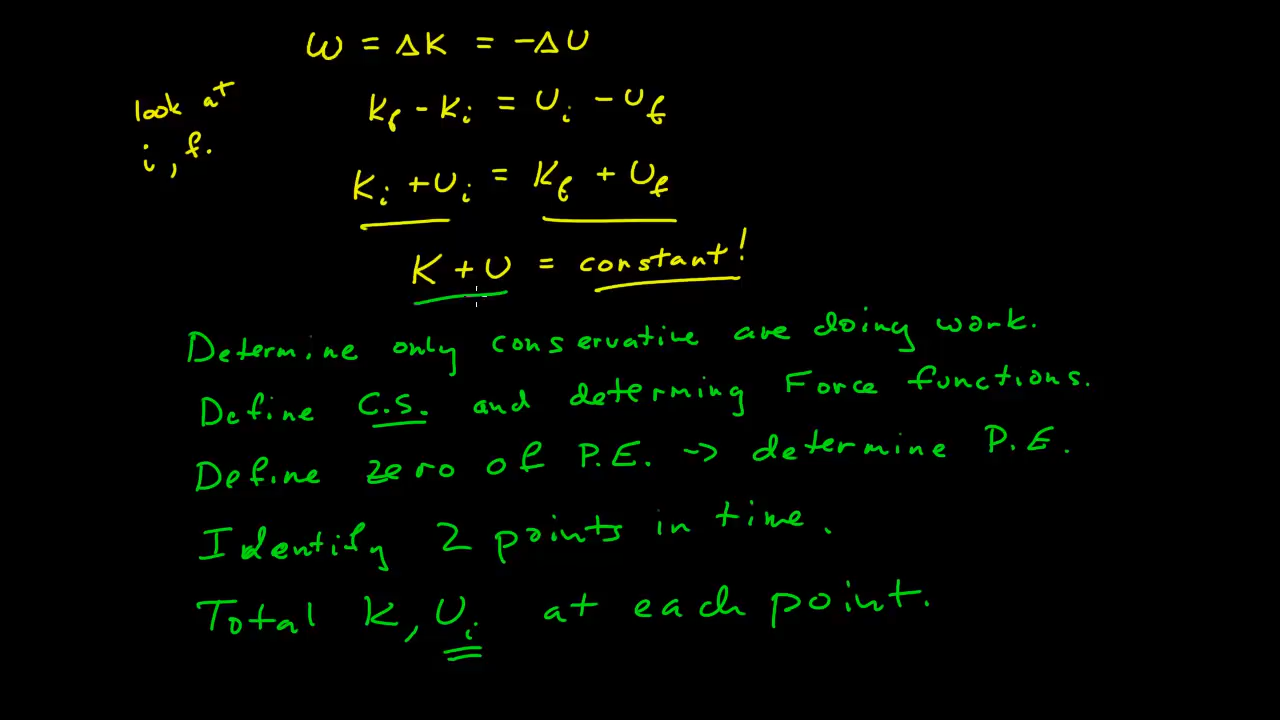 W = ΔK = -ΔU
look at
i, f.
K_f - K_i = U_i - U_f
K_i + U_i = K_f + U_f
K + U = constant!
Determine only conservative are doing work.
Define C.S. and determing Force functions.
Define zero of P.E. → determine P.E.
Identify 2 points in time.
Total K, U_i at each point.